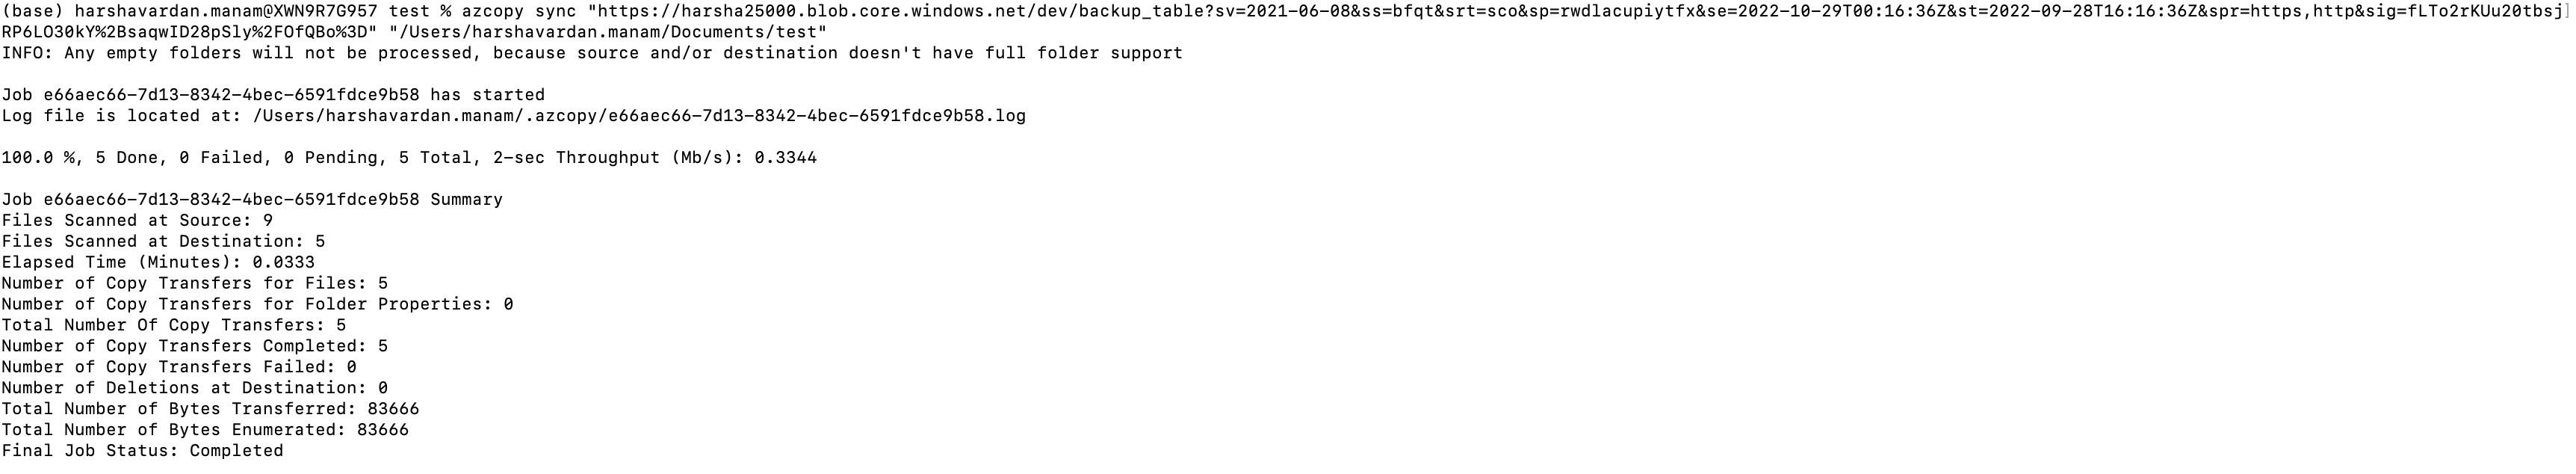 (base) harshavardan.manam@XWN9R7G957 test % azcopy sync "https://harsha25000.blob.core.windows.net/dev/backup_table?sv=2021-06-08&ss=bfqt&srt=sco&sp=rwdlacupiytfx&se=2022-10-29T00:16:36Z&st=2022-09-28T16:16:36Z&spr=https,http&sig=fLTo2rKUu20tbsj]
RP6LO30kY%2BsaqwID28pSly%2FOfQBo%3D" "/Users/harshavardan.manam/Documents/test"
INFO: Any empty folders will not be processed, because source and/or destination doesn't have full folder support
Job e66aec66-7d13-8342-4bec-6591fdce9b58 has started
Log file is located at: /Users/harshavardan.manam/.azcopy/e66aec66-7d13-8342-4bec-6591fdce9b58.log
100.0 %, 5 Done, 0 Failed, 0 Pending, 5 Total, 2-sec Throughput (Mb/s): 0.3344
Job e66aec66-7d13-8342-4bec-6591fdce9b58 Summary
Files Scanned at Source: 9
Files Scanned at Destination: 5
Elapsed Time (Minutes): 0.0333
Number of Copy Transfers for Files: 5
Number of Copy Transfers for Folder Properties: 0
Total Number Of Copy Transfers: 5
Number of Copy Transfers Completed: 5
Number of Copy Transfers Failed: 0
Number of Deletions at Destination: 0
Total Number of Bytes Transferred: 83666
Total Number of Bytes Enumerated: 83666
Final Job Status: Completed